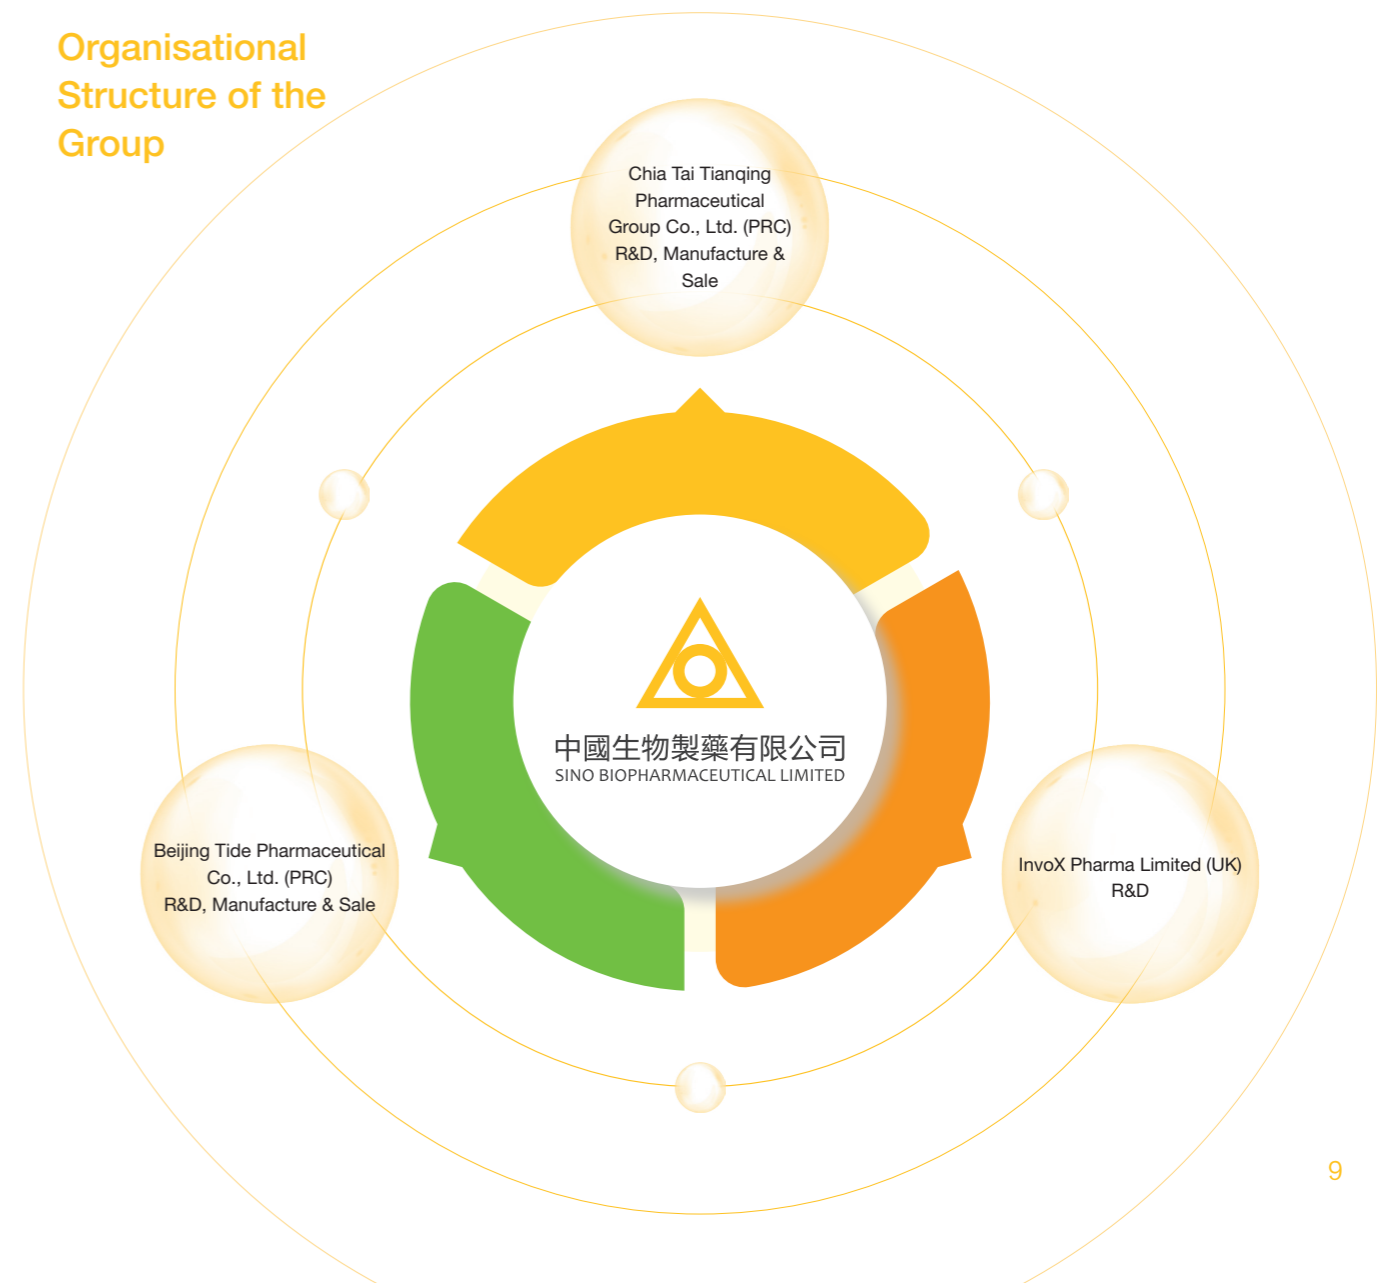 Organisational
Structure of the
Group
Chia Tai Tianqing
Pharmaceutical
Group Co., Ltd. (PRC)
R&D, Manufacture &
Sale
中國生物製藥有限公司
SINO BIOPHARMACEUTICAL LIMITED
Beijing Tide Pharmaceutical
Co., Ltd. (PRC)
R&D, Manufacture & Sale
InvoX Pharma Limited (UK)
R&D
9